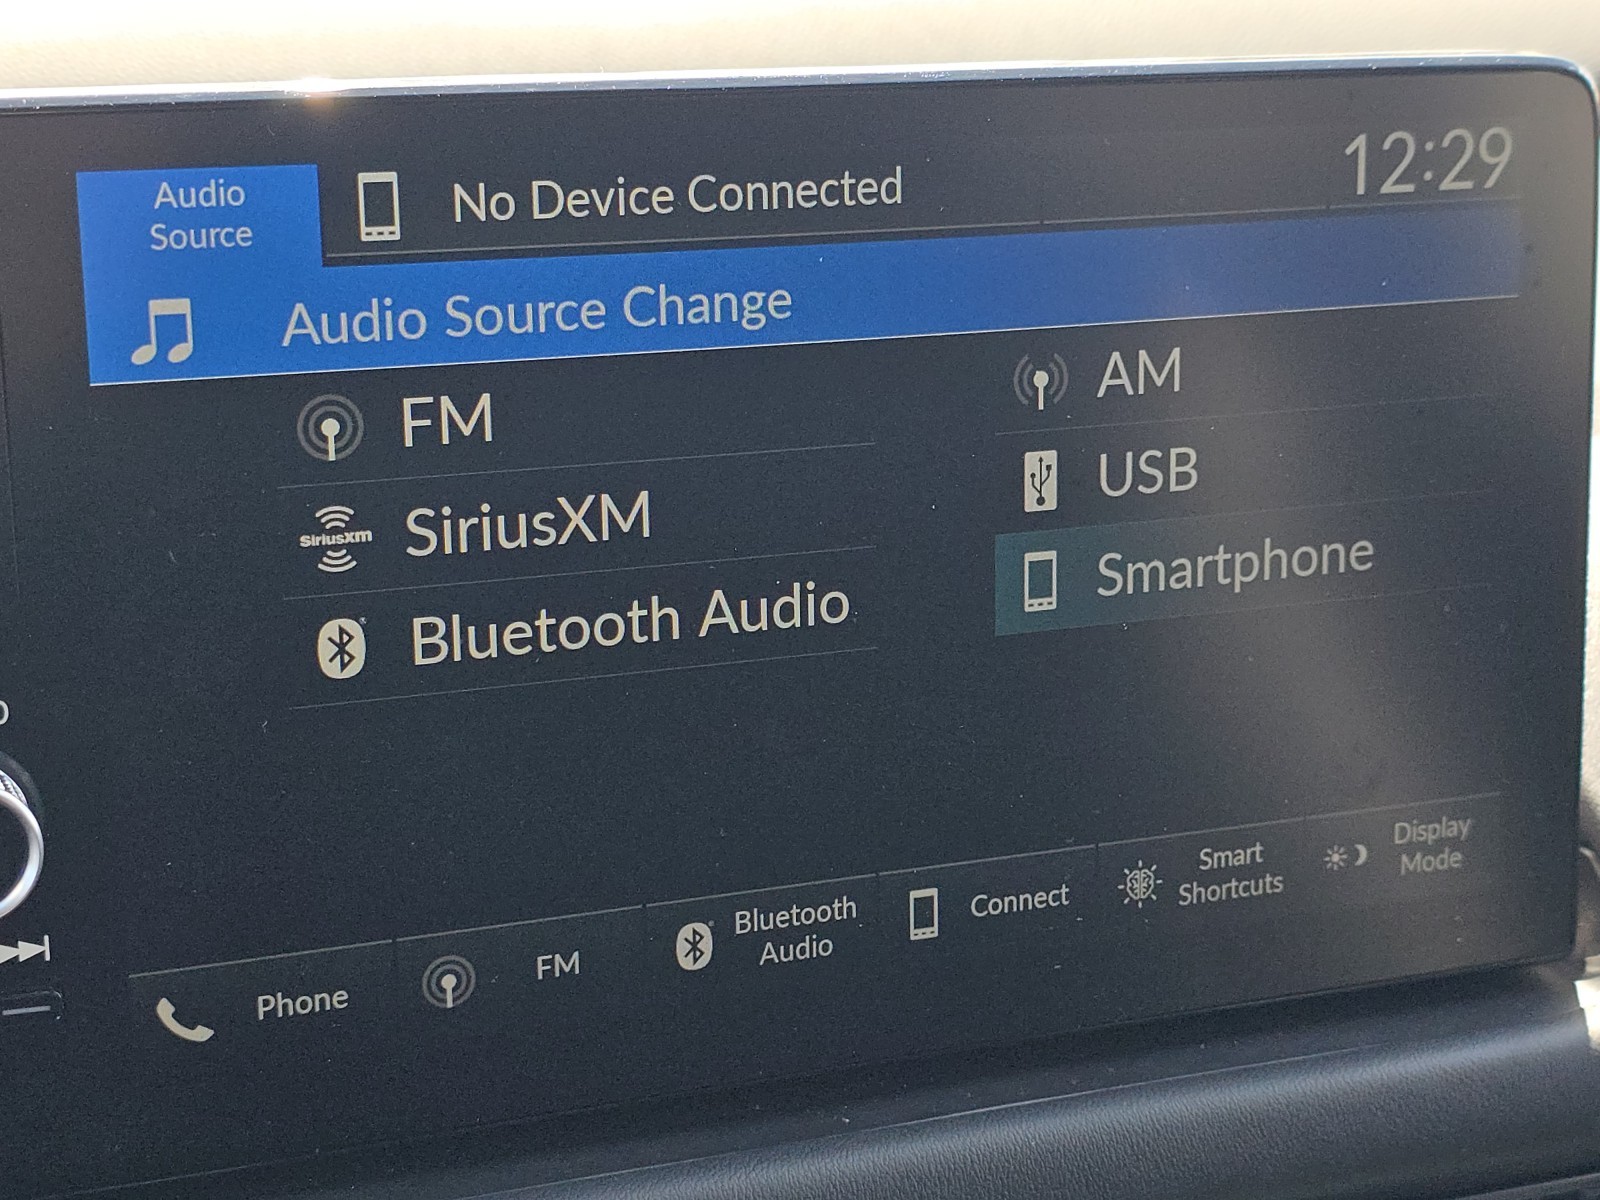 Audio
Source
No Device Connected
12:29
Audio Source Change
FM
AM
SiriusXm
SiriusXM
USB
Bluetooth Audio
Smartphone
Phone
FM
Bluetooth
Audio
Connect
Smart
Shortcuts
Display
Mode